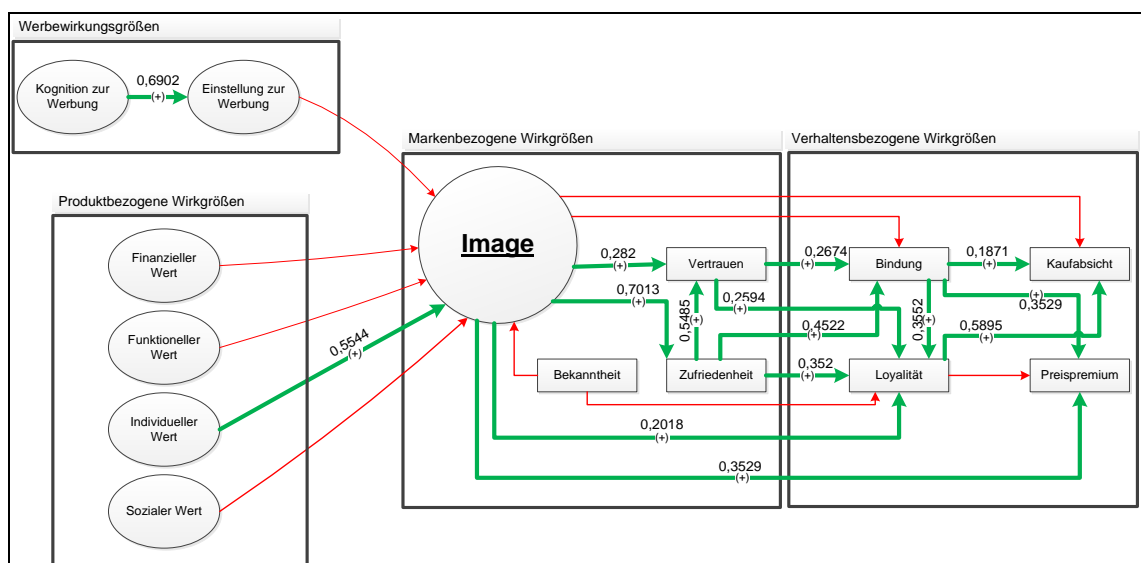 Werbewirkungsgrößen
Kognition zur
Werbung
0,6902
(+)
Einstellung zur
Werbung
Produktbezogene Wirkgrößen
Finanzieller
Wert
Funktioneller
Wert
Individueller
Wert
Sozialer Wert
0,5544
(+)
Markenbezogene Wirkgrößen
Image
0,282
(+)
Vertrauen
0,7013
(+)
0,5485
(+)
0,2594
(+)
Bekanntheit
Zufriedenheit
0,4522
(+)
0,352
(+)
0,2018
(+)
0,3529
(+)
Verhaltensbezogene Wirkgrößen
0,2674
(+)
Bindung
0,1871
(+)
Kaufabsicht
(+)
0,3529
0,3552
(+)
0,5895
(+)
Loyalität
Preispremium